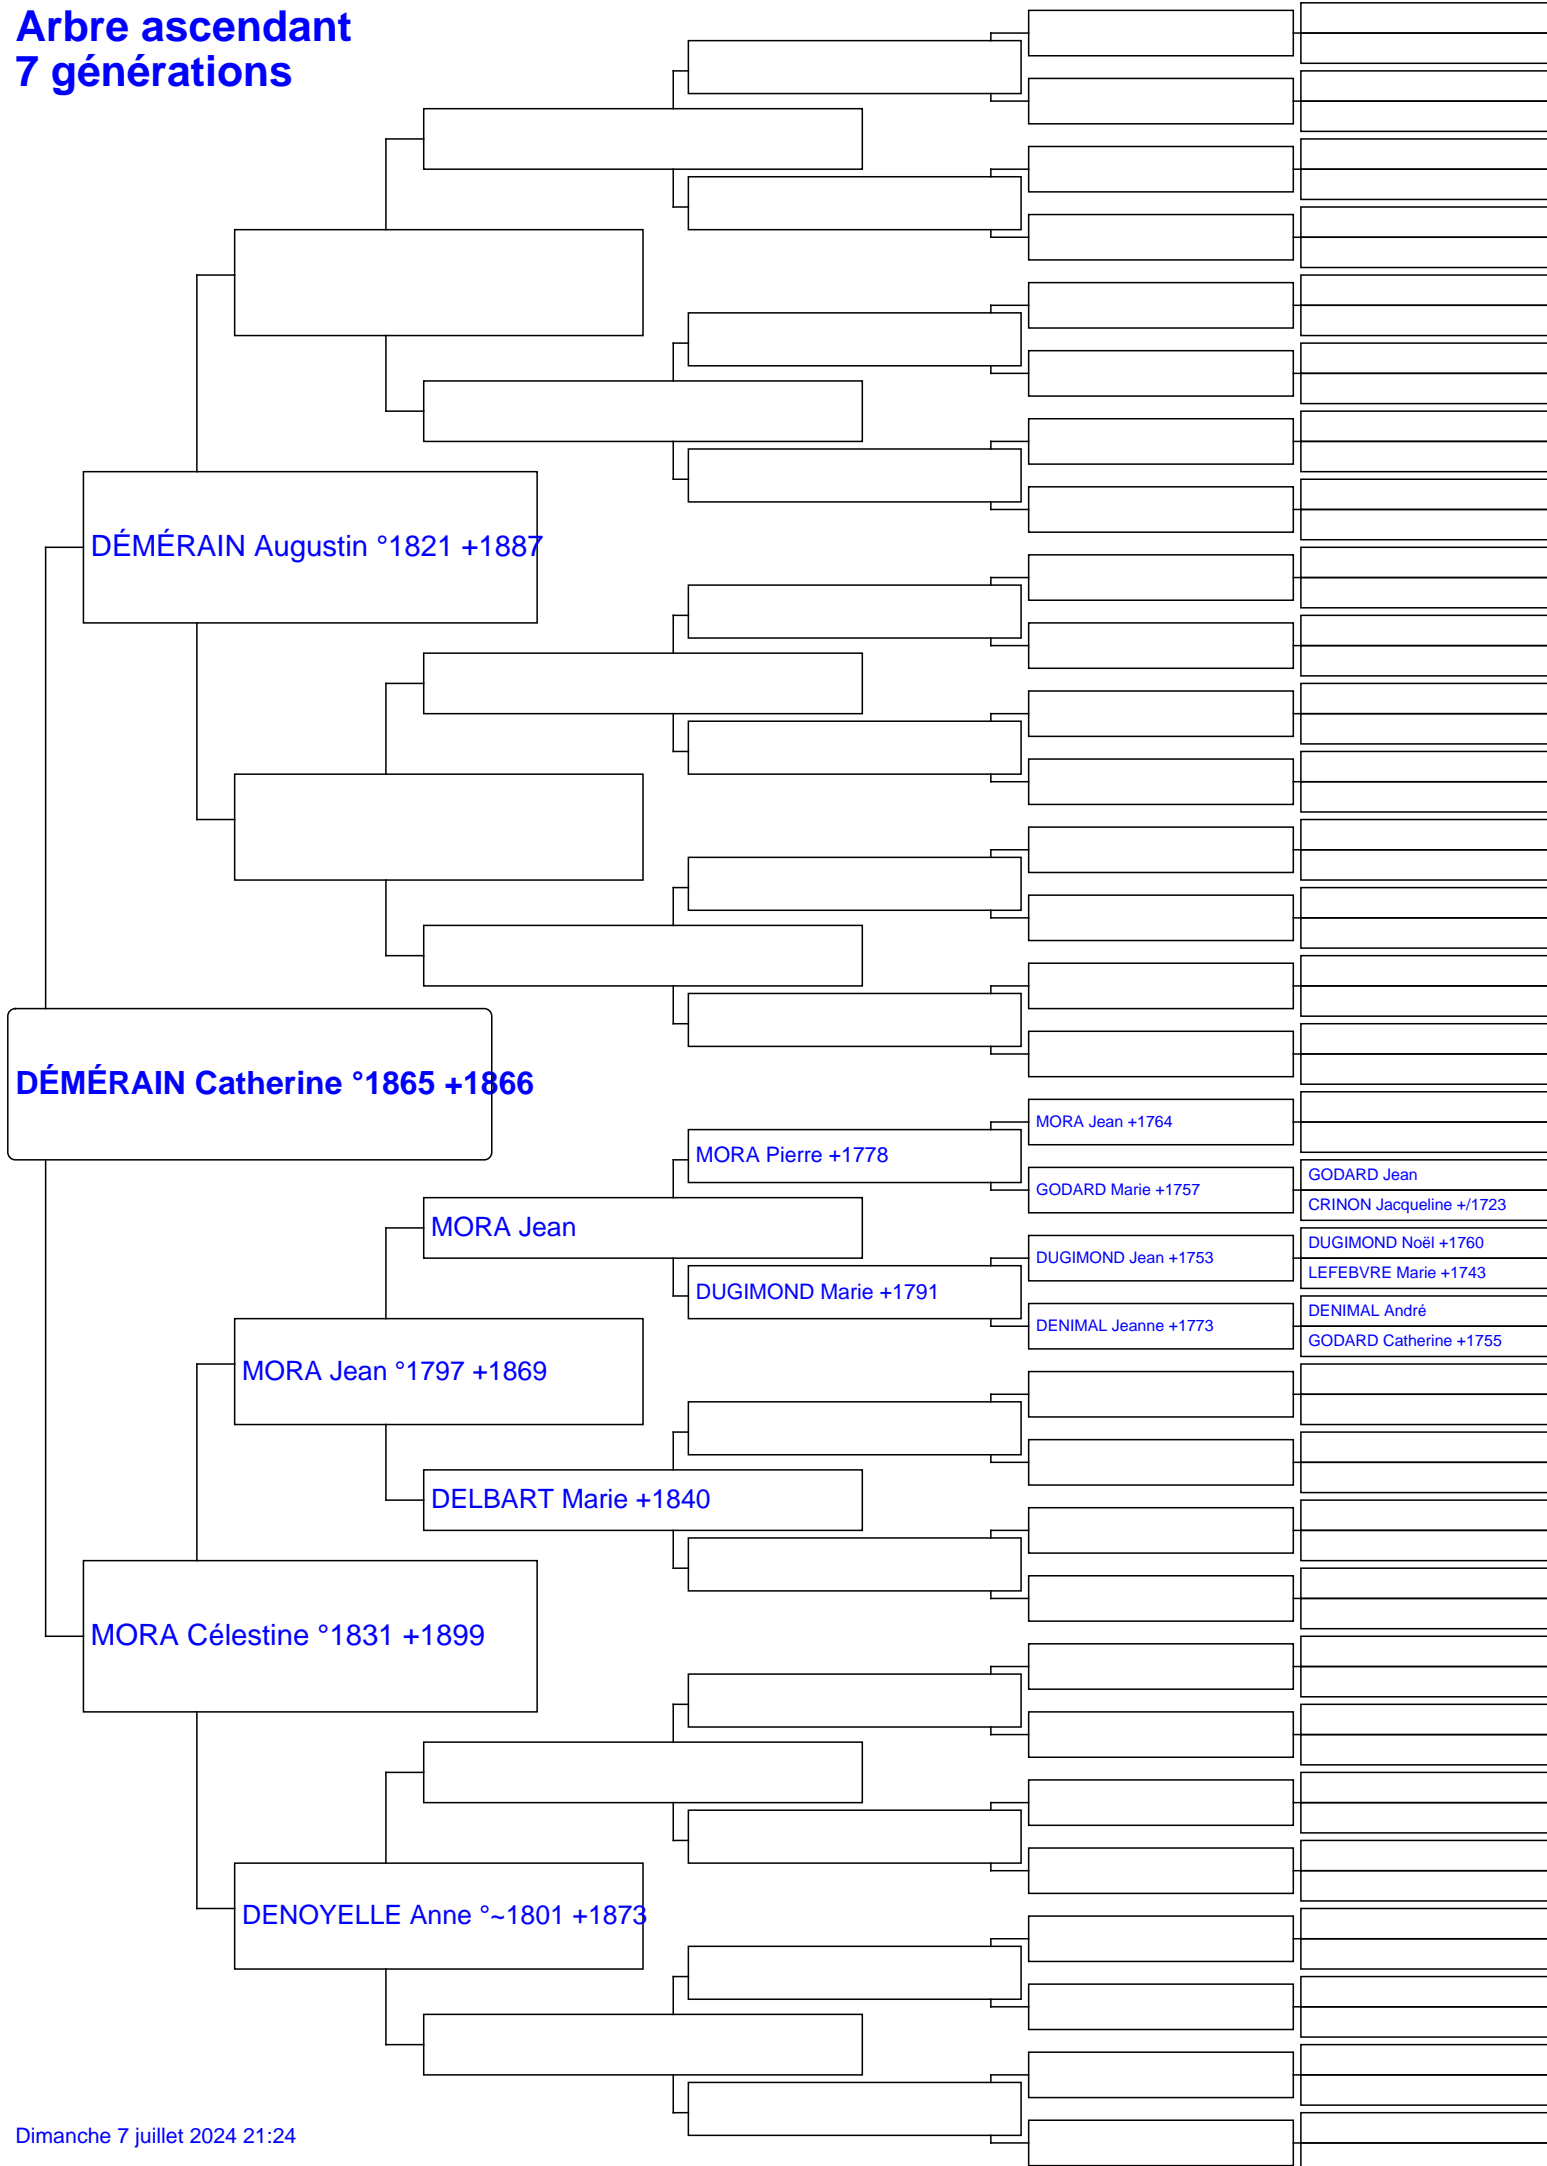 Arbre ascendant
7 générations
DÉMÉRAIN Augustin °1821 +1887
DÉMÉRAIN Catherine °1865 +1866
MORA Jean +1764
MORA Pierre +1778
GODARD Jean
GODARD Marie +1757
CRINON Jacqueline +/1723
MORA Jean
DUGIMOND Noël +1760
DUGIMOND Jean +1753
LEFEBVRE Marie +1743
DUGIMOND Marie +1791
DENIMAL André
DENIMAL Jeanne +1773
GODARD Catherine +1755
MORA Jean °1797 +1869
DELBART Marie +1840
MORA Célestine °1831 +1899
DENOYELLE Anne °~1801 +1873
Dimanche 7 juillet 2024 21:24